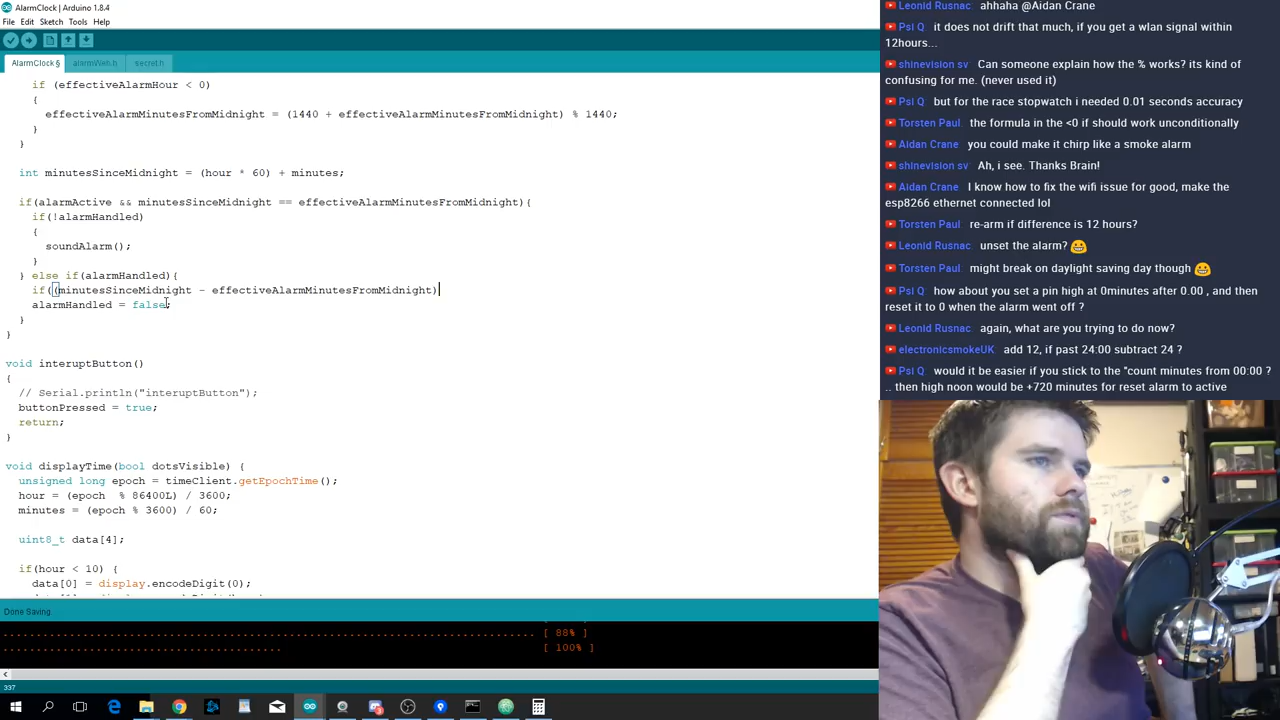 AlarmClock | Arduino 1.8.4
File Edit Sketch Tools Help
AlarmClock § alarmWeb.h secret.h
if (effectiveAlarmHour < 0)
{
effectiveAlarmMinutesFromMidnight = (1440 + effectiveAlarmMinutesFromMidnight) % 1440;
}
}
int minutesSinceMidnight = (hour * 60) + minutes;
if(alarmActive && minutesSinceMidnight == effectiveAlarmMinutesFromMidnight){
if(!alarmHandled)
{
soundAlarm();
}
} else if(alarmHandled){
if((minutesSinceMidnight - effectiveAlarmMinutesFromMidnight)
alarmHandled = false;
}
}
void interuptButton()
{
// Serial.println("interuptButton");
buttonPressed = true;
return;
}
void displayTime(bool dotsVisible) {
unsigned long epoch = timeClient.getEpochTime();
hour = (epoch % 86400L) / 3600;
minutes = (epoch % 3600) / 60;
uint8_t data[4];
if(hour < 10) {
data[0] = display.encodeDigit(0);
Done Saving.
[ 88% ]
[ 100% ]
337
Leonid Rusnac ahhaha @Aidan Crane
Psi Q. it does not drift that much, if you get a wlan signal within
12hours...
shinevision sv Can someone explain how the % works? its kind of
confusing for me. (never used it)
Psi Q. but for the race stopwatch i needed 0.01 seconds accuracy
Torsten Paul. the formula in the <0 if should work unconditionally
Aidan Crane you could make it chirp like a smoke alarm
shinevision sv Ah, i see. Thanks Brain!
Aidan Crane I know how to fix the wifi issue for good, make the
esp8266 ethernet connected lol
Torsten Paul. re-arm if difference is 12 hours?
Leonid Rusnac unset the alarm? 😀
Torsten Paul. might break on daylight saving day though 😀
Psi Q. how about you set a pin high at 0minutes after 0.00 , and then
reset it to 0 when the alarm went off ?
Leonid Rusnac again, what are you trying to do now?
electronicsmokeUK add 12, if past 24:00 subtract 24 ?
Psi Q. would it be easier if you stick to the "count minutes from 00:00 ?
.. then high noon would be +720 minutes for reset alarm to active